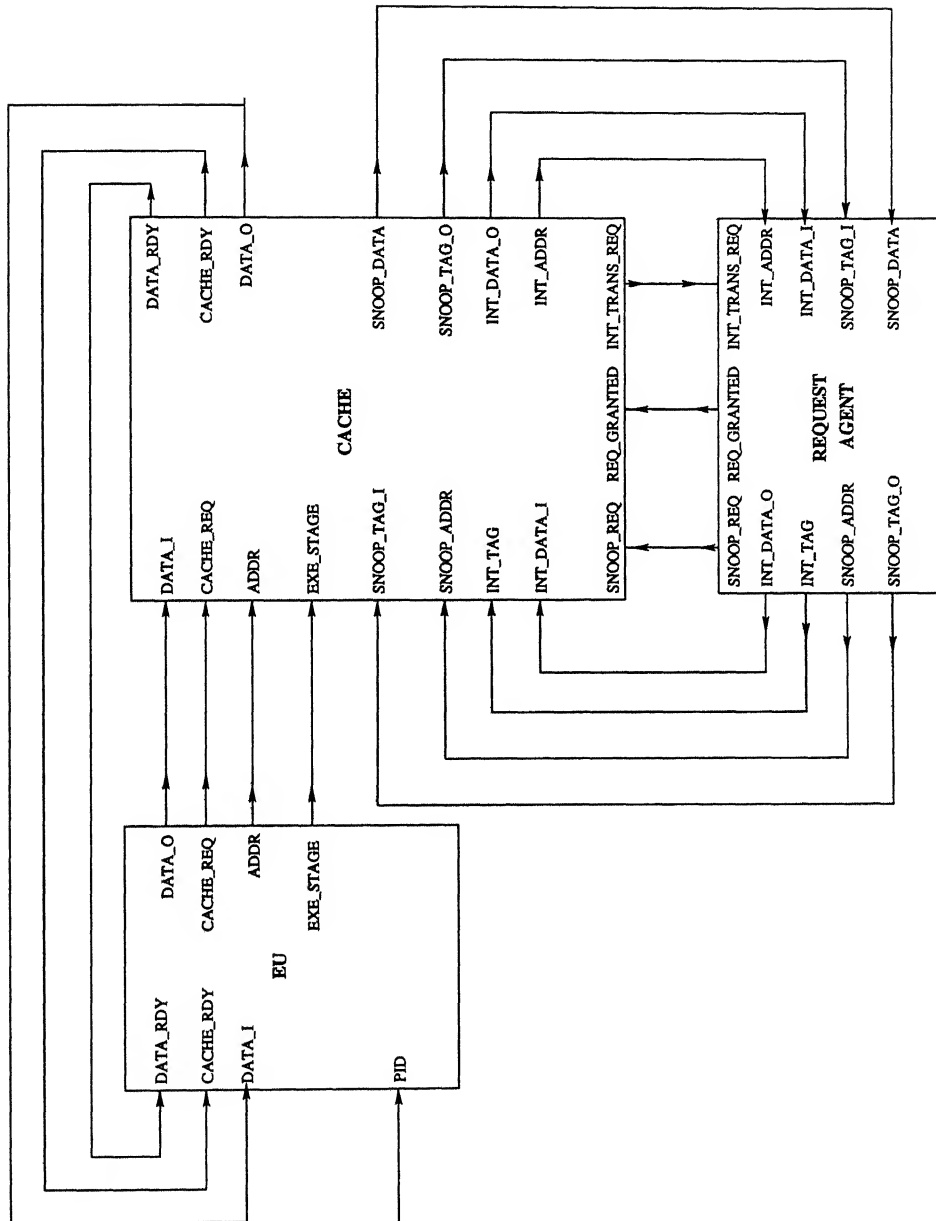 DATA_RDY
CACHE_RDY
DATA_I
PID
EU
DATA_O
CACHE_REQ
ADDR
EXE_STAGE
DATA_I
CACHE_REQ
ADDR
EXE_STAGE
SNOOP_TAG_I
SNOOP_ADDR
INT_TAG
INT_DATA_I
CACHE
DATA_RDY
CACHE_RDY
DATA_O
SNOOP_DATA
SNOOP_TAG_O
INT_DATA_O
INT_ADDR
SNOOP_REQ
REQ_GRANTED
INT_TRANS_REQ
SNOOP_REQ
REQ_GRANTED
INT_TRANS_REQ
INT_DATA_O
INT_TAG
SNOOP_ADDR
SNOOP_TAG_O
REQUEST
AGENT
INT_ADDR
INT_DATA_I
SNOOP_TAG_I
SNOOP_DATA